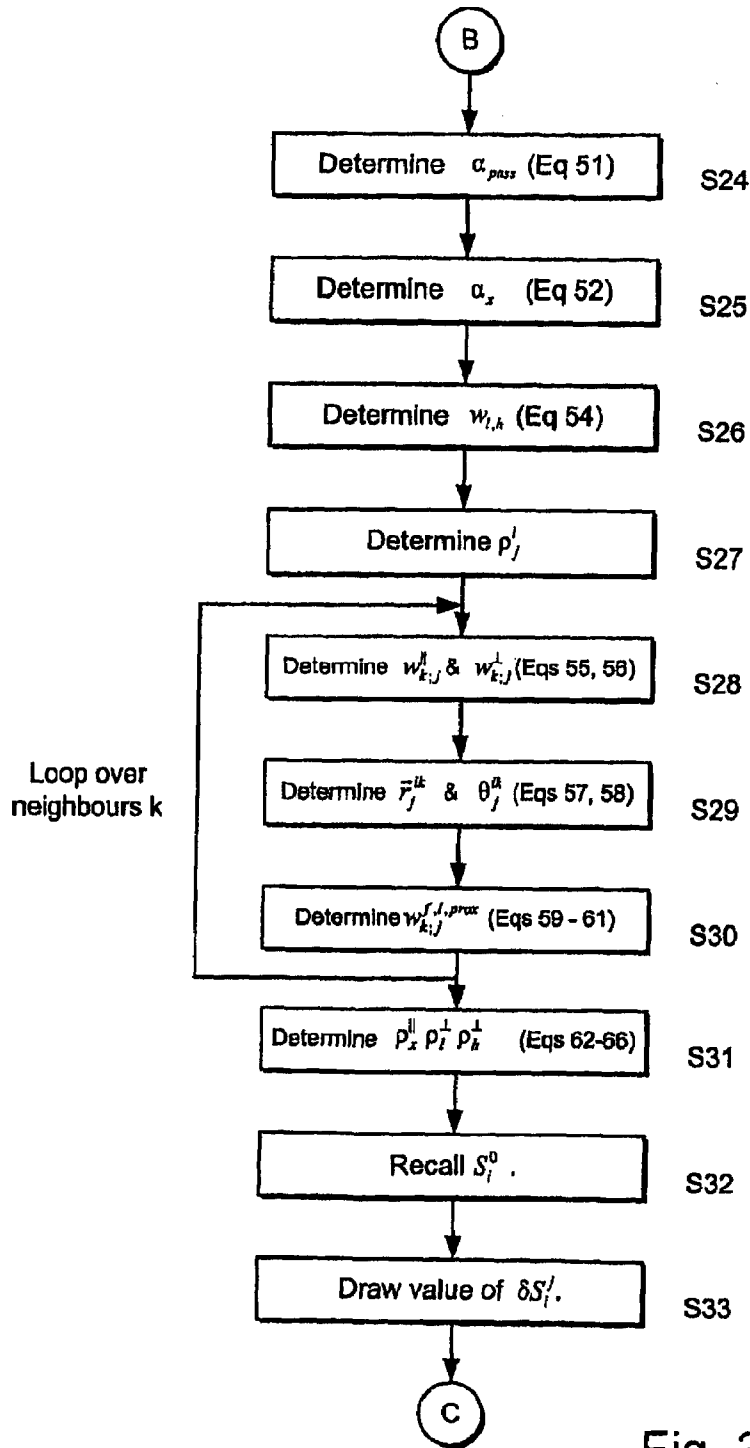 B
Determine α_pass (Eq 51) S24
Determine α_x (Eq 52) S25
Determine w_l,h (Eq 54) S26
Determine ρ_j^i S27
Determine w_k;j^∥ & w_k;j^⊥ (Eqs 55, 56) S28
Loop over
neighbours k
Determine r⃗_j^ik & θ_j^ik (Eqs 57, 58) S29
Determine w_k;j^f,l,prox (Eqs 59 - 61) S30
Determine ρ_x^∥ ρ_l^⊥ ρ_h^⊥ (Eqs 62-66) S31
Recall S_i^0 . S32
Draw value of δS_i^j. S33
C
Fig.